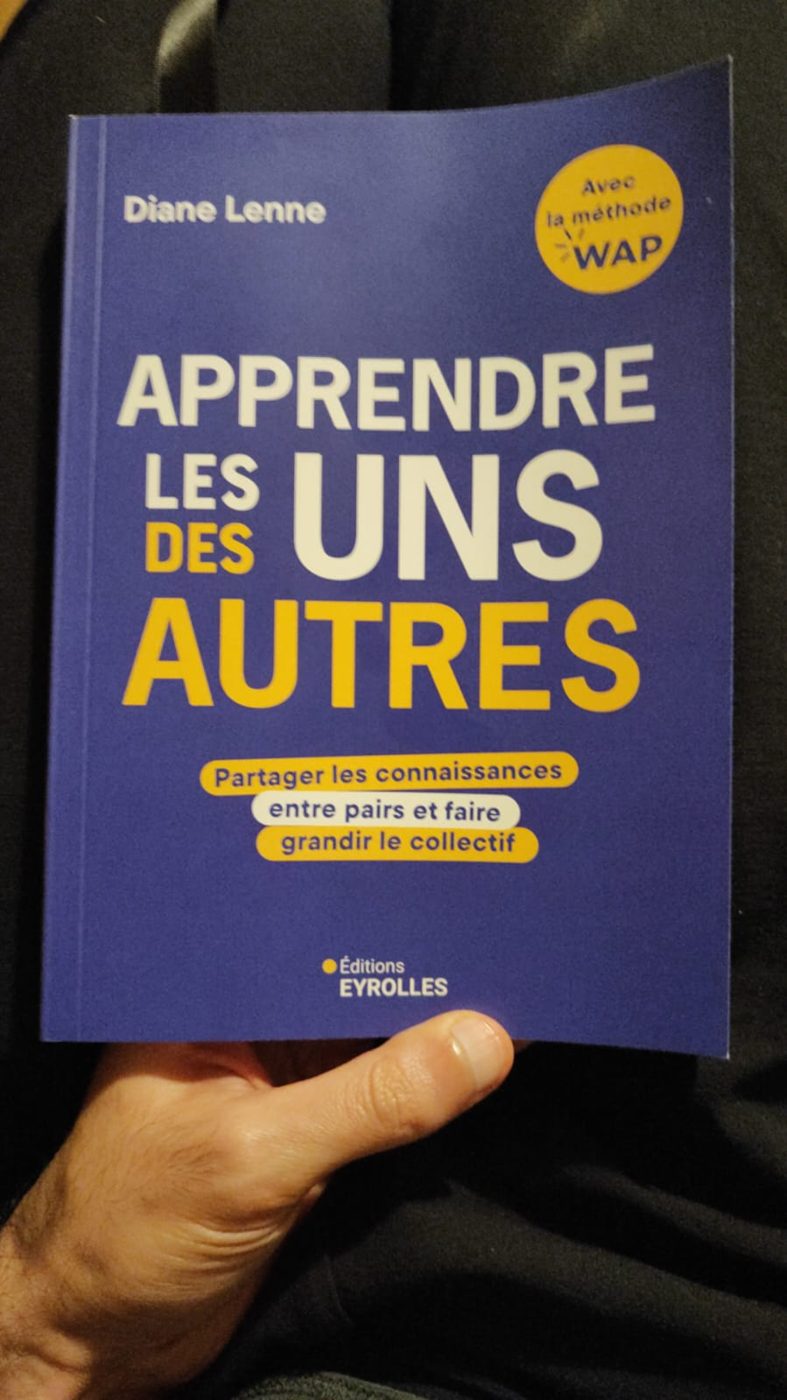 Diane Lenne
Avec
la méthode
WAP
APPRENDRE
LES UNS
DES
AUTRES
Partager les connaissances
entre pairs et faire
grandir le collectif
Éditions
EYROLLES